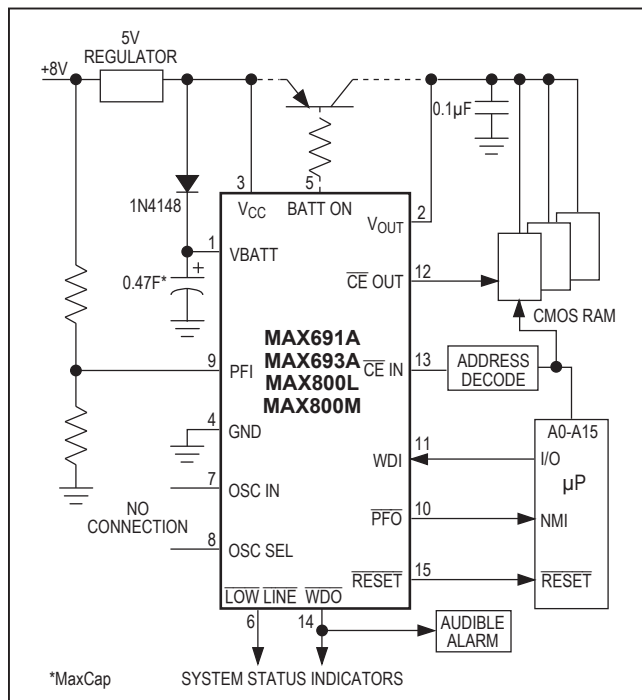 5V
REGULATOR
+8V
0.1µF
3
5
1N4148
VCC
BATT ON
2
VOUT
1
VBATT
0.47F*
+
12
CE OUT
CMOS RAM
MAX691A
MAX693A
MAX800L
MAX800M
9
PFI
13
CE IN
ADDRESS
DECODE
4
GND
A0-A15
11
WDI
I/O
µP
7
OSC IN
NO
CONNECTION
10
PFO
NMI
8
OSC SEL
15
RESET
RESET
LOW LINE
WDO
6
14
AUDIBLE
ALARM
*MaxCap
SYSTEM STATUS INDICATORS